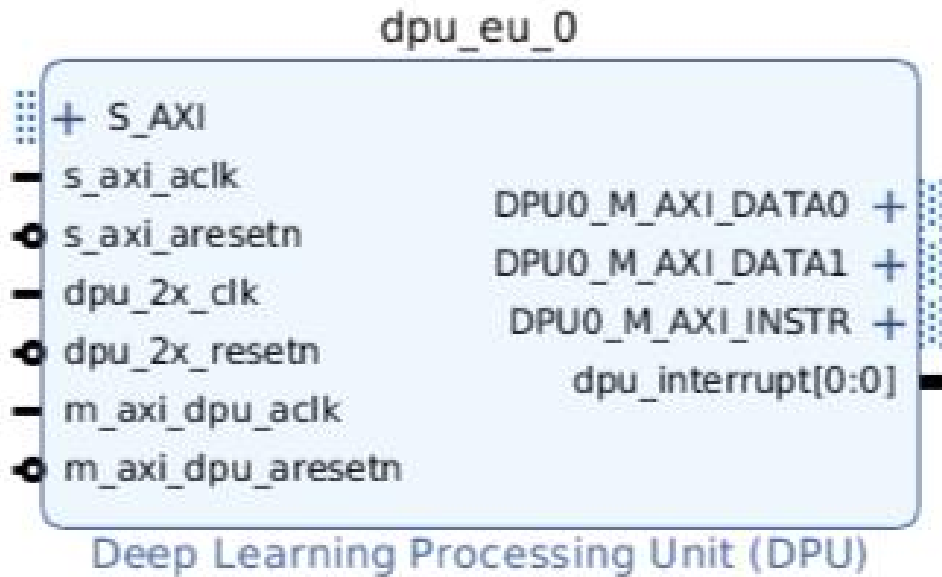 dpu_eu_0
S_AXI
s_axi_aclk
s_axi_aresetn
dpu_2x_clk
dpu_2x_resetn
m_axi_dpu_aclk
m_axi_dpu_aresetn
DPU0_M_AXI_DATA0
DPU0_M_AXI_DATA1
DPU0_M_AXI_INSTR
dpu_interrupt[0:0]
Deep Learning Processing Unit (DPU)